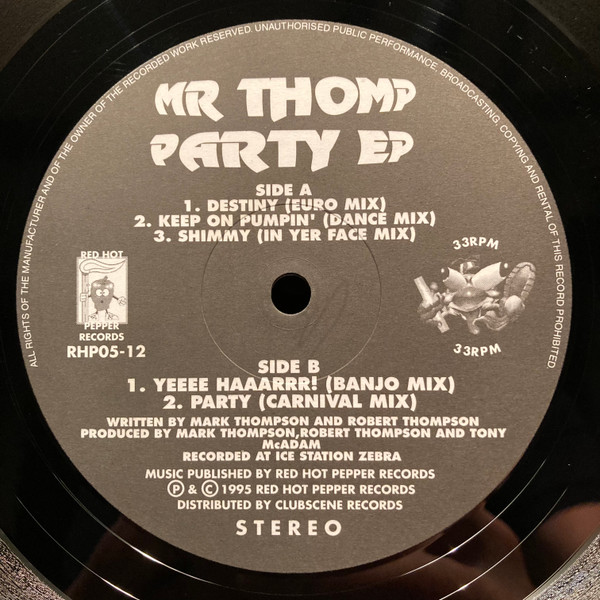 ALL RIGHTS OF THE MANUFACTURER AND OF THE OWNER OF THE RECORDED WORK RESERVED UNAUTHORISED PUBLIC PERFORMANCE, BROADCASTING, COPYING AND RENTAL OF THIS RECORD PROHIBITED.
MR THOMP
PARTY EP
SIDE A
1. DESTINY (EURO MIX)
2. KEEP ON PUMPIN' (DANCE MIX)
3. SHIMMY (IN YER FACE MIX)
RED HOT
PEPPER
RECORDS
RHP05-12
33RPM
33RPM
SIDE B
1. YEEEE HAAARRR! (BANJO MIX)
2. PARTY (CARNIVAL MIX)
WRITTEN BY MARK THOMPSON AND ROBERT THOMPSON
PRODUCED BY MARK THOMPSON,ROBERT THOMPSON AND TONY
McADAM
RECORDED AT ICE STATION ZEBRA
MUSIC PUBLISHED BY RED HOT PEPPER RECORDS
Ⓟ & © 1995 RED HOT PEPPER RECORDS
DISTRIBUTED BY CLUBSCENE RECORDS
STEREO